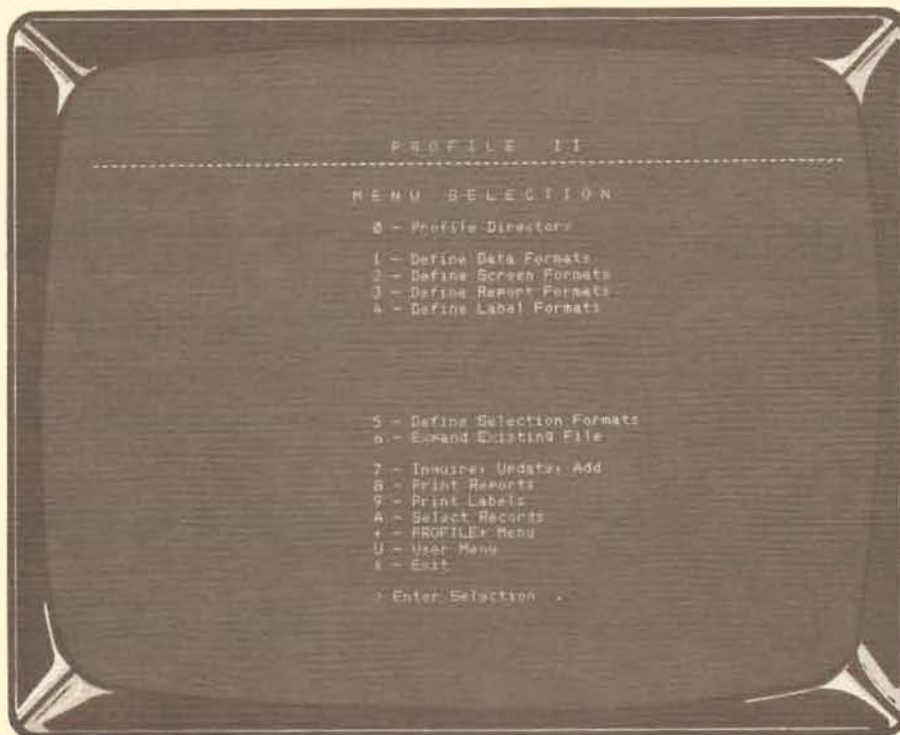 PROFILE II
MENU SELECTION
0 - Profile Directory
1 - Define Data Formats
2 - Define Screen Formats
3 - Define Report Formats
4 - Define Label Formats
5 - Define Selection Formats
6 - Expand Existing File
7 - Inquire, Update, Add
8 - Print Reports
9 - Print Labels
A - Select Records
+ - PROFILE+ Menu
U - User Menu
- Exit
> Enter Selection .